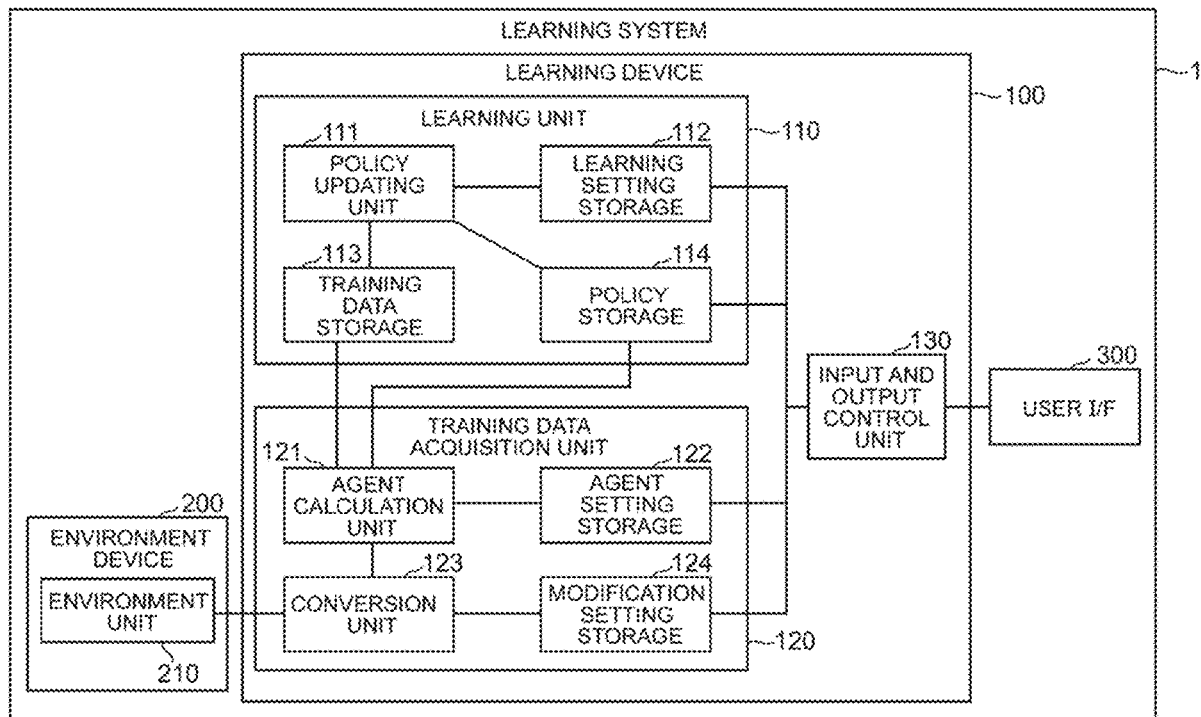 LEARNING SYSTEM
1
LEARNING DEVICE
100
LEARNING UNIT
110
111
POLICY
UPDATING
UNIT
112
LEARNING
SETTING
STORAGE
113
TRAINING
DATA
STORAGE
114
POLICY
STORAGE
130
INPUT AND
OUTPUT
CONTROL
UNIT
300
USER I/F
TRAINING DATA
ACQUISITION UNIT
121
AGENT
CALCULATION
UNIT
122
AGENT
SETTING
STORAGE
200
ENVIRONMENT
DEVICE
ENVIRONMENT
UNIT
210
123
CONVERSION
UNIT
124
MODIFICATION
SETTING
STORAGE
120